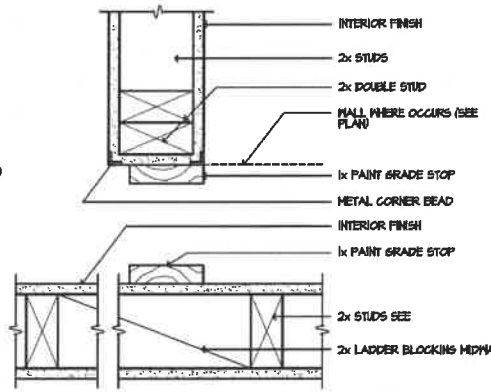 INTERIOR FINISH
2x STUDS
2x DOUBLE STUD
WALL WHERE OCCURS (SEE
PLAN)
1x PAINT GRADE STOP
METAL CORNER BEAD
INTERIOR FINISH
1x PAINT GRADE STOP
2x STUDS SEE
2x LADDER BLOCKING